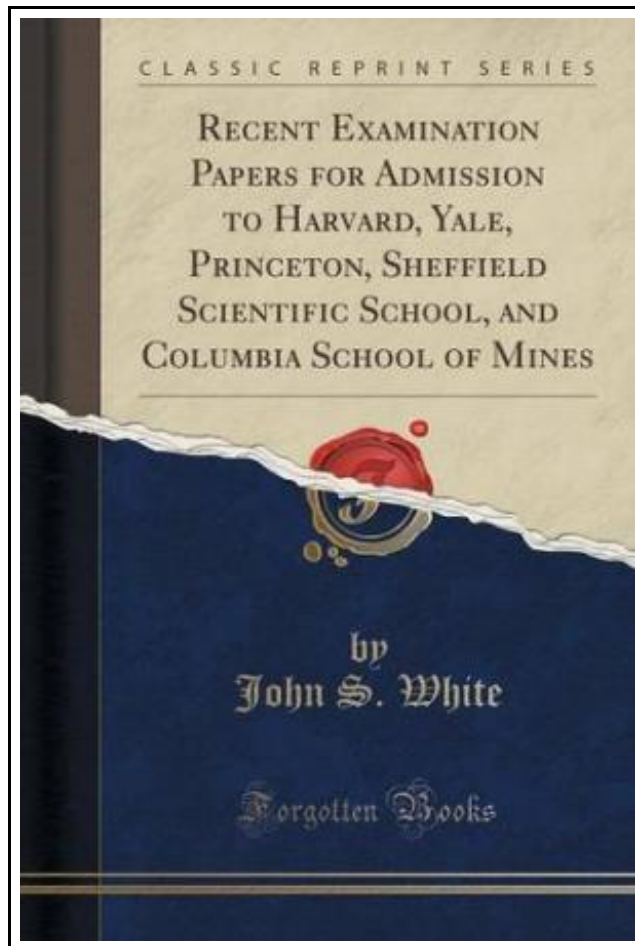 CLASSIC REPRINT SERIES
RECENT EXAMINATION
PAPERS FOR ADMISSION
TO HARVARD, YALE,
PRINCETON, SHEFFIELD
SCIENTIFIC SCHOOL, AND
COLUMBIA SCHOOL OF MINES
F
by
John S. White
Forgotten Books